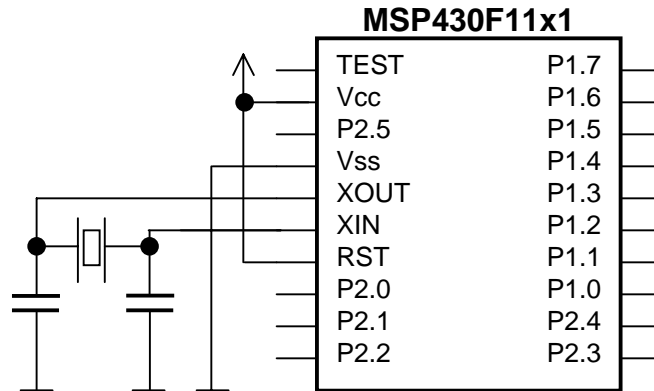 MSP430F11x1
TEST P1.7
Vcc P1.6
P2.5 P1.5
Vss P1.4
XOUT P1.3
XIN P1.2
RST P1.1
P2.0 P1.0
P2.1 P2.4
P2.2 P2.3